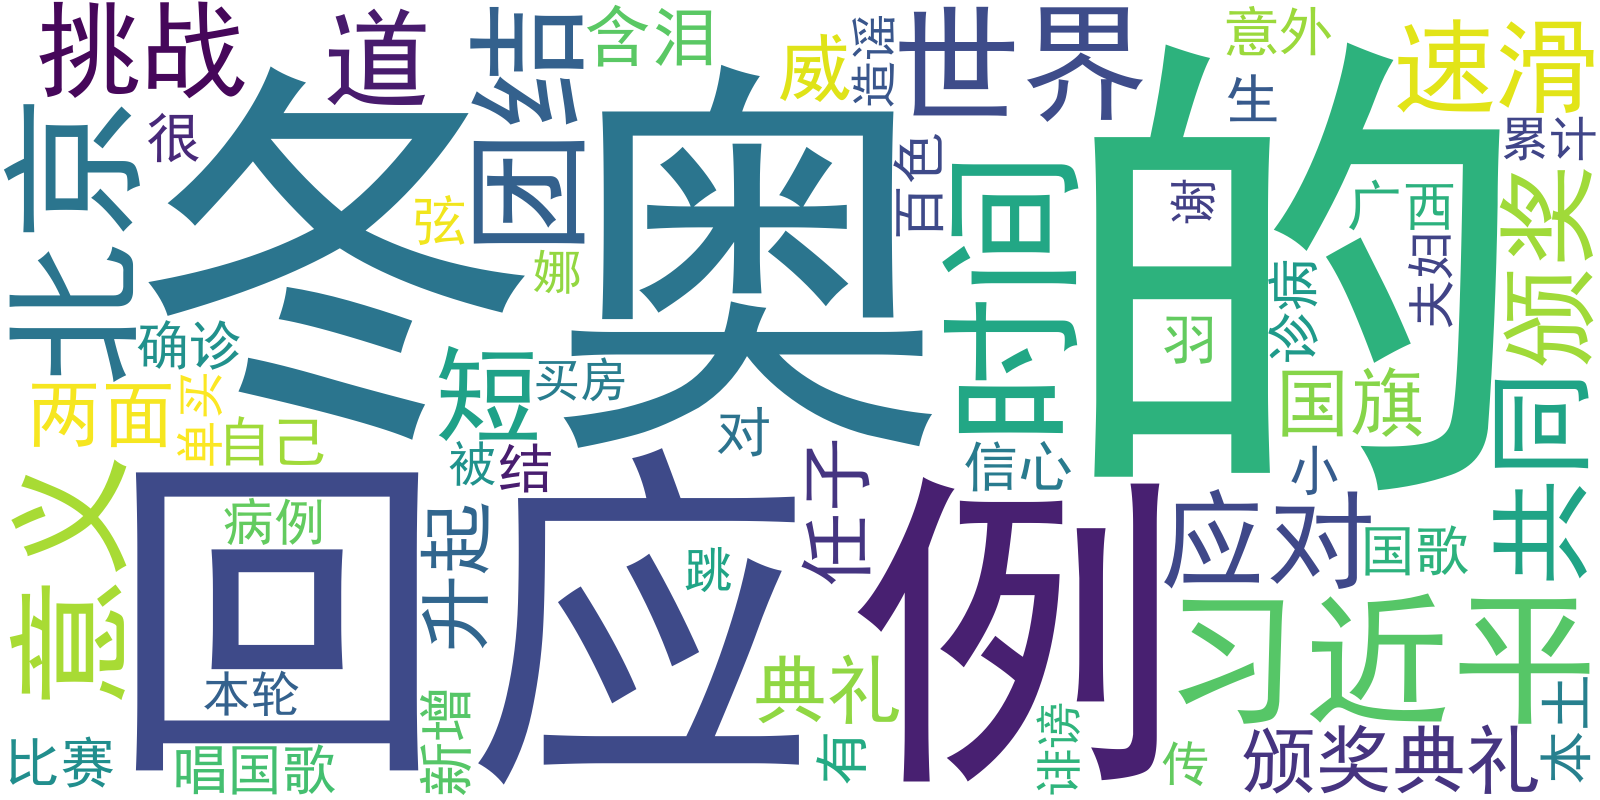 挑战
道
团结
含泪
威
造谣
世界
意外
生
速滑
北京
很
冬奥
的
累计
弦
百色
时间
谢
广西
颁奖
娜
诊病
夫妇
羽
确诊
短
买房
国旗
两面
单买
自己
对
共同
被
结
任子
信心
小
意义
回应
例
病例
升起
跳
应对
国歌
习近平
本轮
典礼
新增
有
诽谤
本土
比赛
唱国歌
传
颁奖典礼